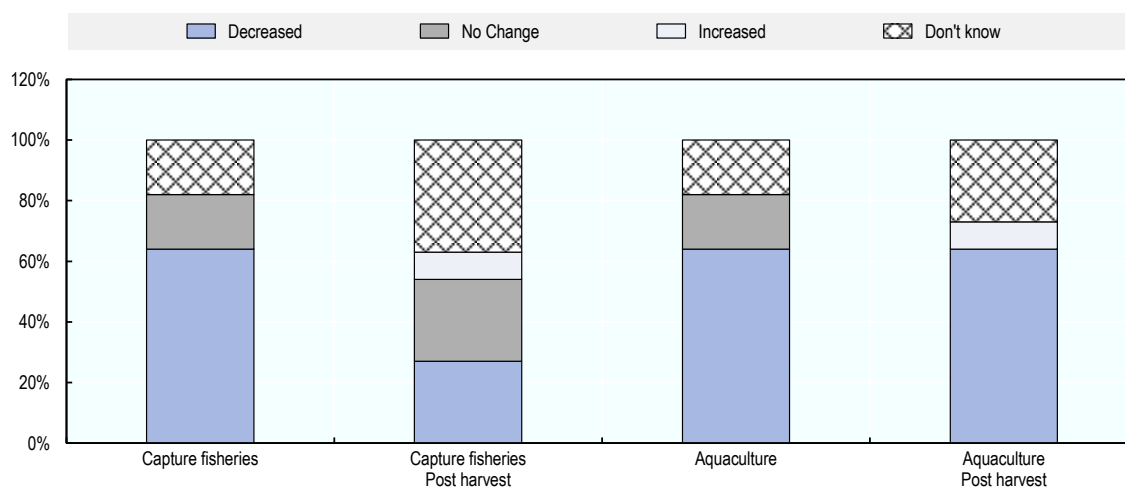 Decreased No Change Increased Don't know
120%
100%
80%
60%
40%
20%
0%
Capture fisheries Capture fisheries Aquaculture Aquaculture
Post harvest Post harvest